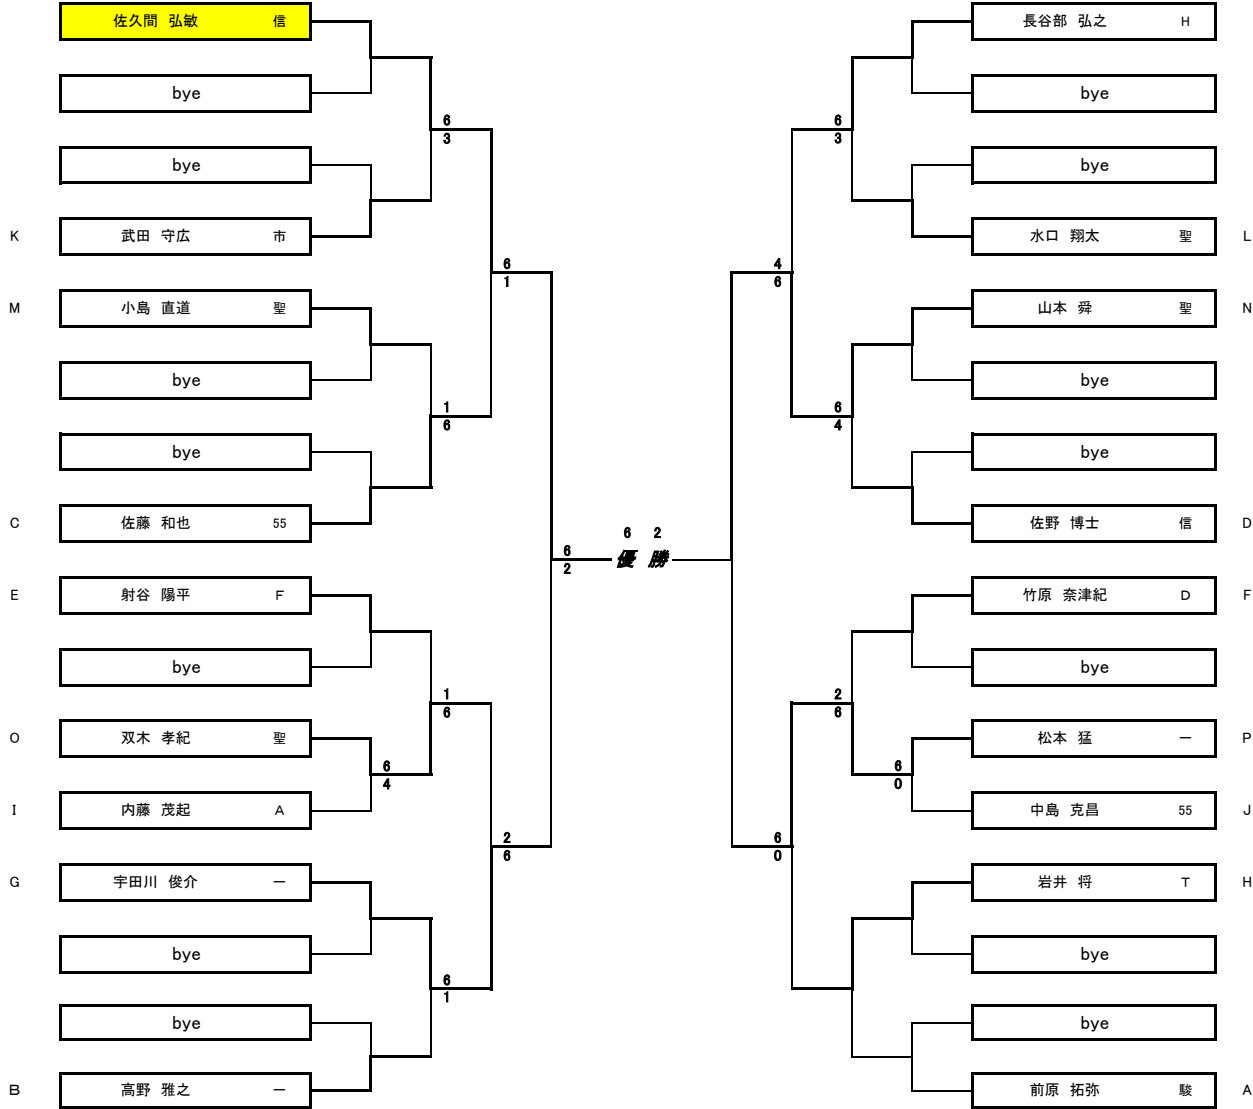 佐久間 弘敏 信
bye
6
3
bye
K 武田 守広 市
6
1
M 小島 直道 聖
bye
1
6
bye
C 佐藤 和也 55
6
2
E 射谷 陽平 F
bye
1
6
O 双木 孝紀 聖
6
4
I 内藤 茂起 A
2
6
G 宇田川 俊介 一
bye
6
1
bye
B 高野 雅之 一
6 2
優 勝
長谷部 弘之 H
bye
6
3
bye
水口 翔太 聖 L
4
6
山本 舜 聖 N
bye
6
4
bye
佐野 博士 信 D
竹原 奈津紀 D F
bye
2
6
松本 猛 一 P
6
0
中島 克昌 55 J
6
0
岩井 将 T H
bye
bye
前原 拓弥 駿 A